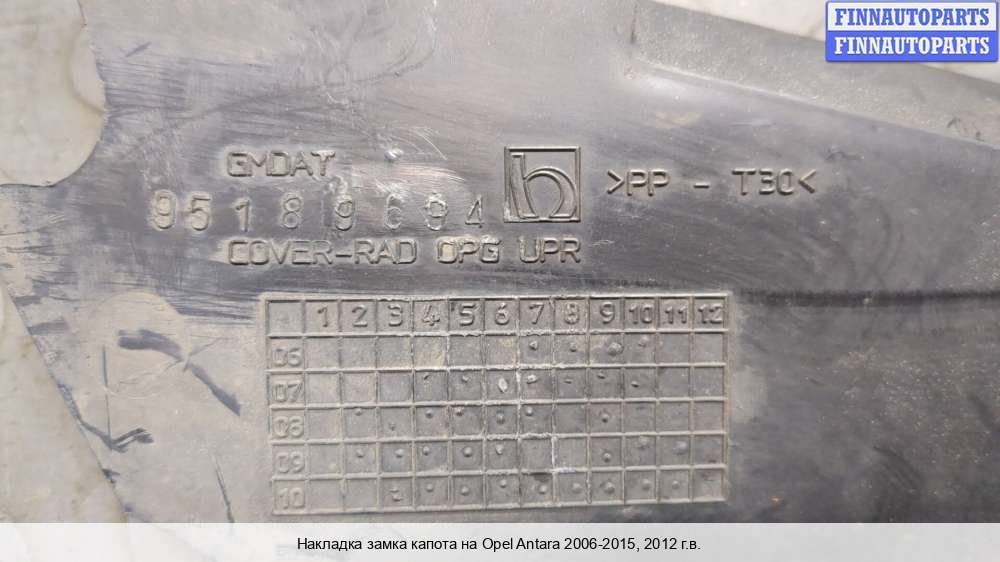 FINNAUTOPARTS
FINNAUTOPARTS
GMDAT
95189694
>PP - T30<
COVER-RAD OPG UPR
1 2 3 4 5 6 7 8 9 10 11 12
06
07
08
09
10
Накладка замка капота на Opel Antara 2006-2015, 2012 г.в.